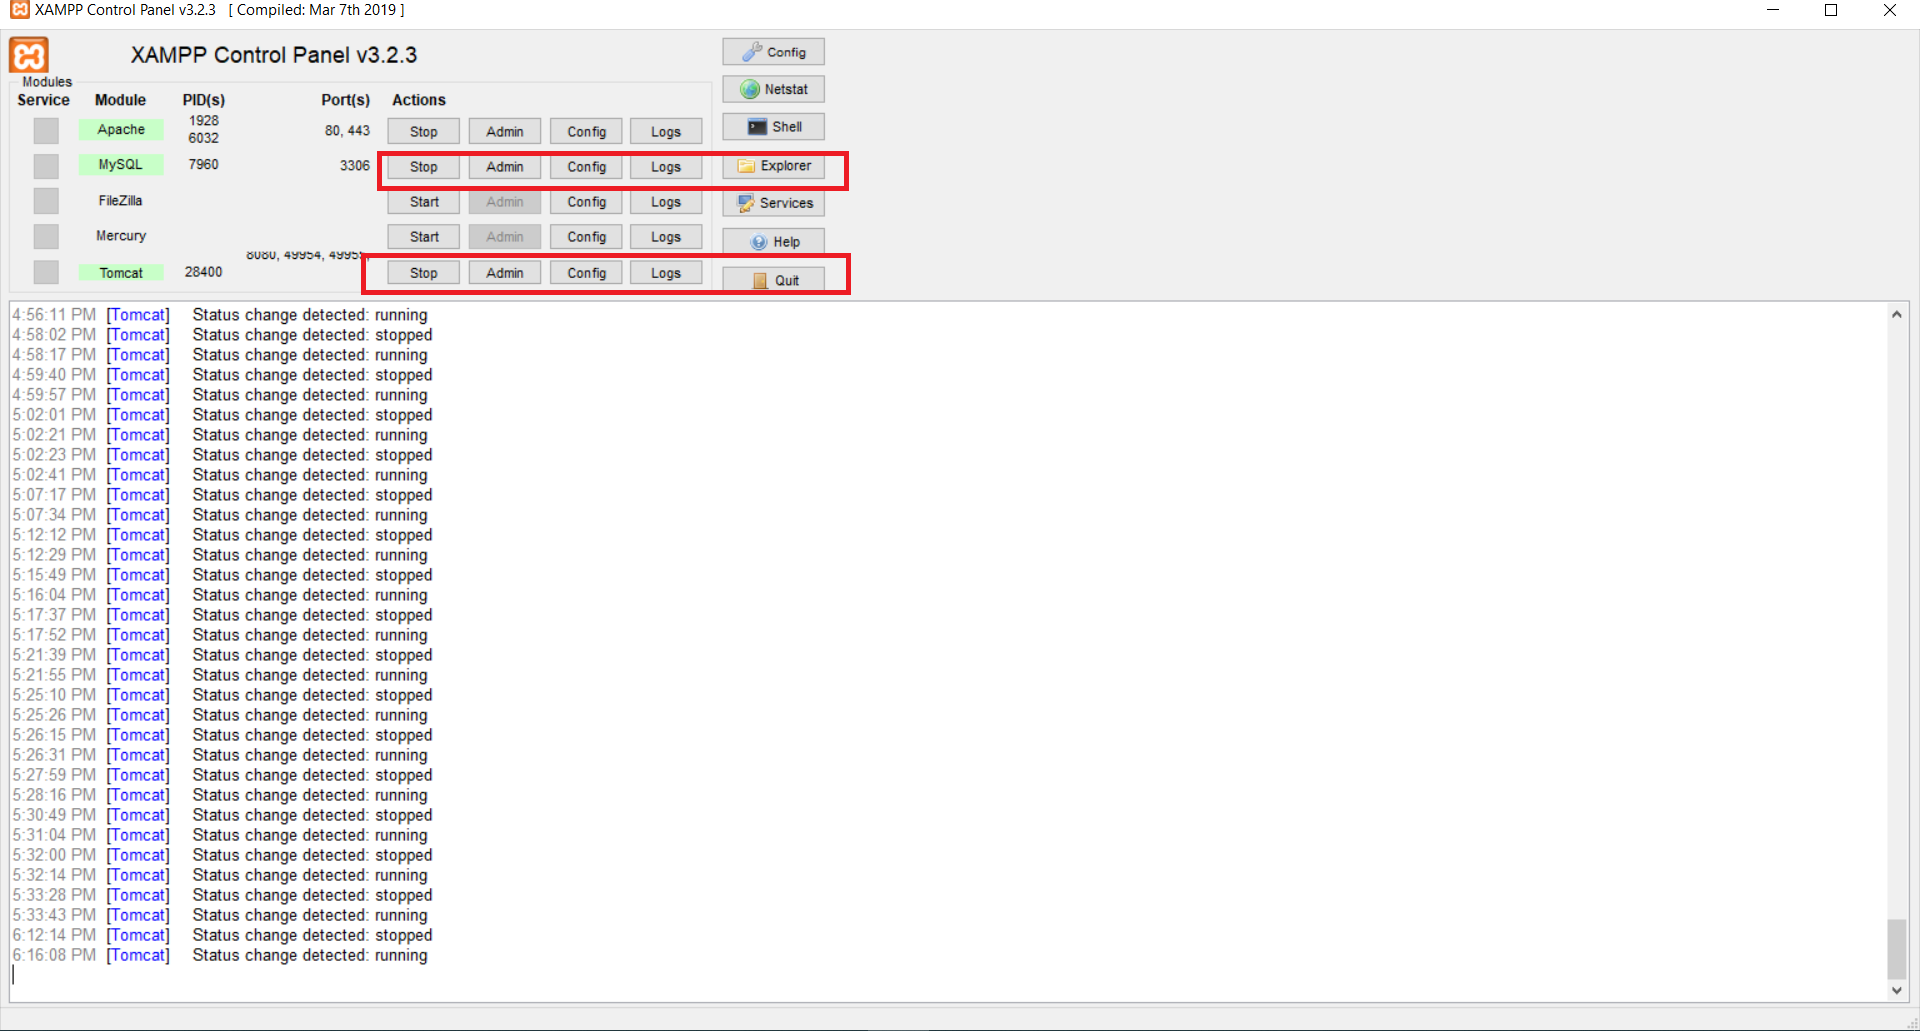 XAMPP Control Panel v3.2.3 [ Compiled: Mar 7th 2019 ]
XAMPP Control Panel v3.2.3
Config
Modules
Service Module PID(s) Port(s) Actions
Netstat
Apache 1928 6032 80, 443 Stop Admin Config Logs
Shell
MySQL 7960 3306 Stop Admin Config Logs
Explorer
FileZilla Start Admin Config Logs
Services
Mercury Start Admin Config Logs
Help
8080, 49954, 49955,
Tomcat 28400 Stop Admin Config Logs
Quit
4:56:11 PM [Tomcat] Status change detected: running
4:58:02 PM [Tomcat] Status change detected: stopped
4:58:17 PM [Tomcat] Status change detected: running
4:59:40 PM [Tomcat] Status change detected: stopped
4:59:57 PM [Tomcat] Status change detected: running
5:02:01 PM [Tomcat] Status change detected: stopped
5:02:21 PM [Tomcat] Status change detected: running
5:02:23 PM [Tomcat] Status change detected: stopped
5:02:41 PM [Tomcat] Status change detected: running
5:07:17 PM [Tomcat] Status change detected: stopped
5:07:34 PM [Tomcat] Status change detected: running
5:12:12 PM [Tomcat] Status change detected: stopped
5:12:29 PM [Tomcat] Status change detected: running
5:15:49 PM [Tomcat] Status change detected: stopped
5:16:04 PM [Tomcat] Status change detected: running
5:17:37 PM [Tomcat] Status change detected: stopped
5:17:52 PM [Tomcat] Status change detected: running
5:21:39 PM [Tomcat] Status change detected: stopped
5:21:55 PM [Tomcat] Status change detected: running
5:25:10 PM [Tomcat] Status change detected: stopped
5:25:26 PM [Tomcat] Status change detected: running
5:26:15 PM [Tomcat] Status change detected: stopped
5:26:31 PM [Tomcat] Status change detected: running
5:27:59 PM [Tomcat] Status change detected: stopped
5:28:16 PM [Tomcat] Status change detected: running
5:30:49 PM [Tomcat] Status change detected: stopped
5:31:04 PM [Tomcat] Status change detected: running
5:32:00 PM [Tomcat] Status change detected: stopped
5:32:14 PM [Tomcat] Status change detected: running
5:33:28 PM [Tomcat] Status change detected: stopped
5:33:43 PM [Tomcat] Status change detected: running
6:12:14 PM [Tomcat] Status change detected: stopped
6:16:08 PM [Tomcat] Status change detected: running